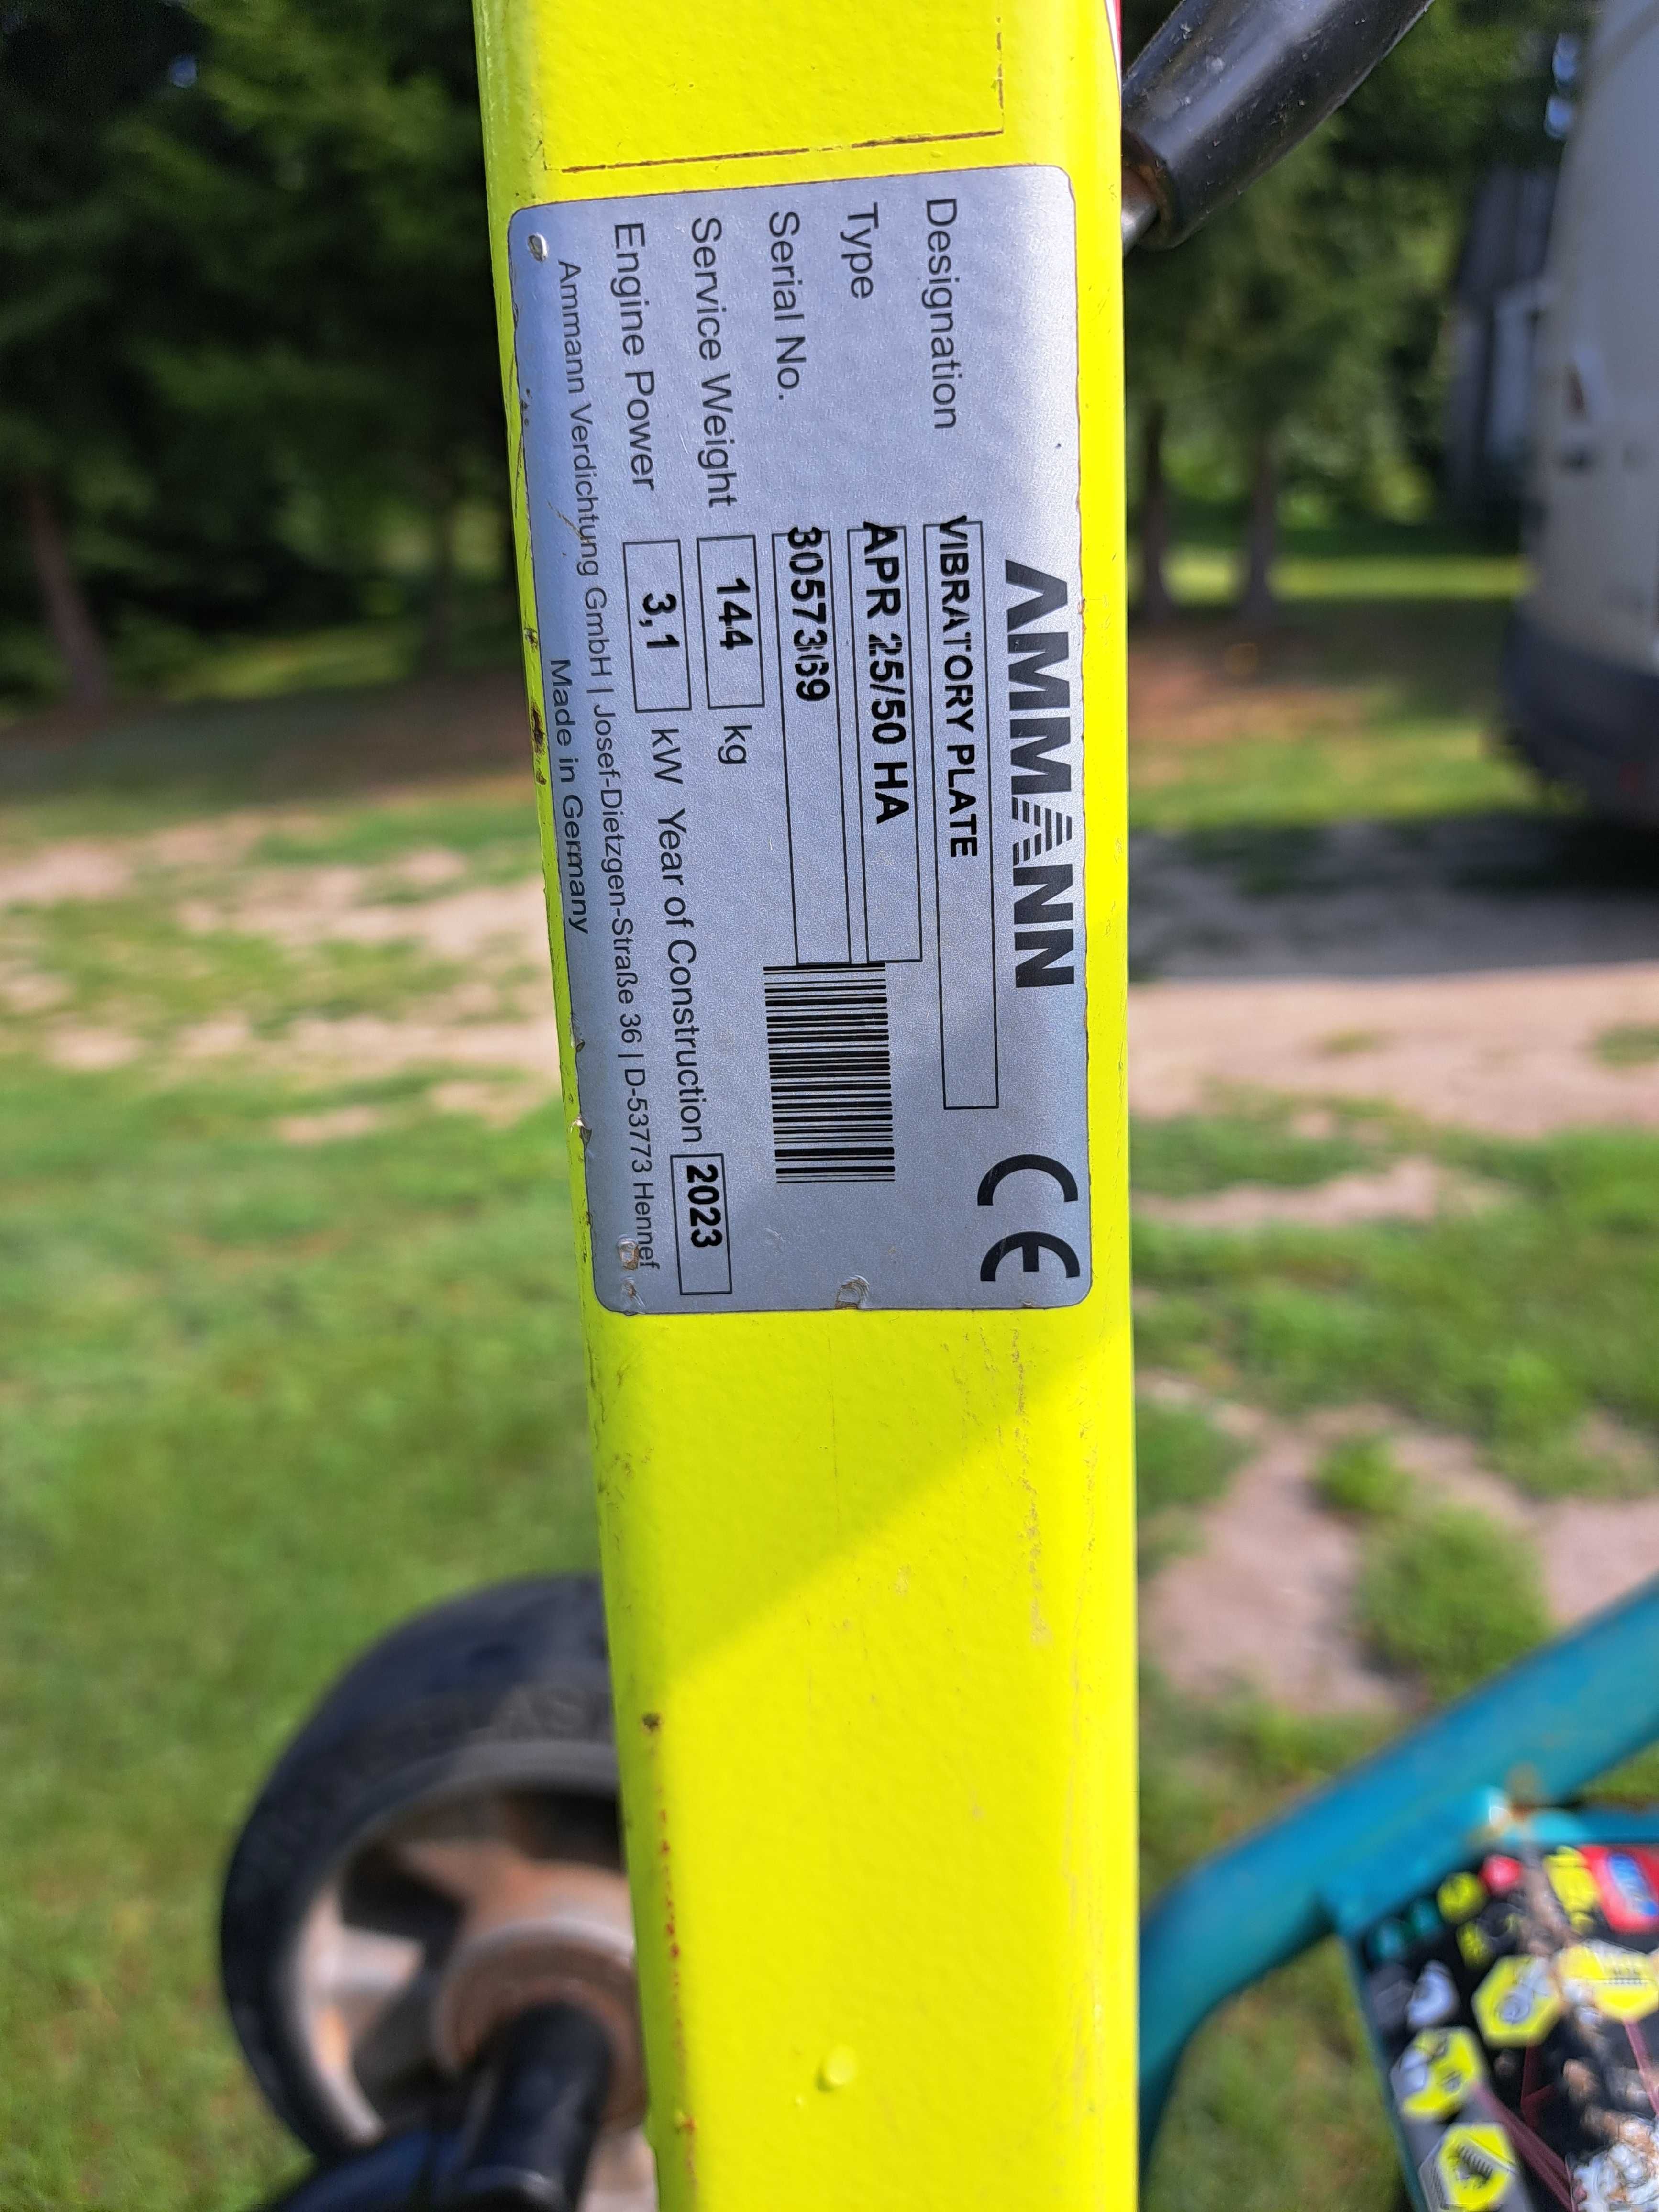 AMMANN
CE
Designation VIBRATORY PLATE
Type APR 25/50 HA
Serial No. 30573369
Service Weight 144 kg
Engine Power 3,1 kW Year of Construction 2023
Ammann Verdichtung GmbH | Josef-Dietzgen-Straße 36 | D-53773 Hennef
Made in Germany